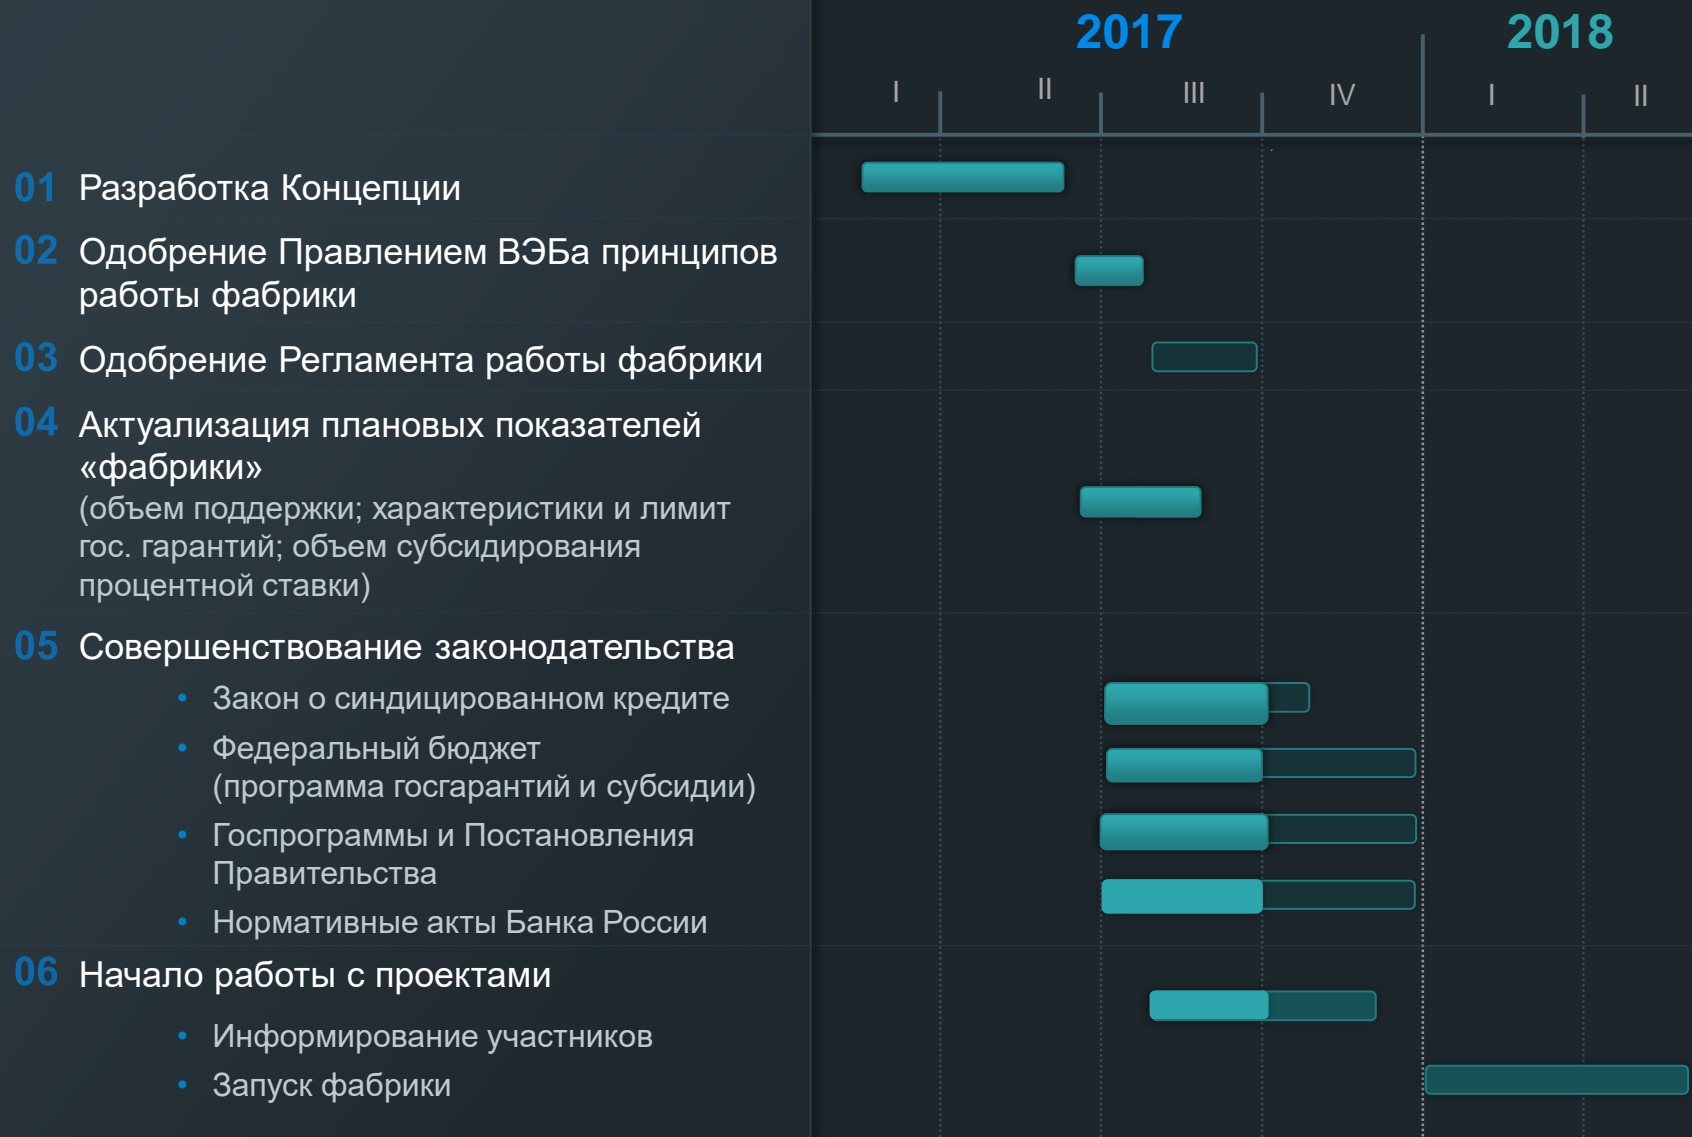 2017
2018
I
II
III
IV
I
II
01 Разработка Концепции
02 Одобрение Правлением ВЭБа принципов
работы фабрики
03 Одобрение Регламента работы фабрики
04 Актуализация плановых показателей
«фабрики»
(объем поддержки; характеристики и лимит
гос. гарантий; объем субсидирования
процентной ставки)
05 Совершенствование законодательства
• Закон о синдицированном кредите
• Федеральный бюджет
(программа госгарантий и субсидии)
• Госпрограммы и Постановления
Правительства
• Нормативные акты Банка России
06 Начало работы с проектами
• Информирование участников
• Запуск фабрики